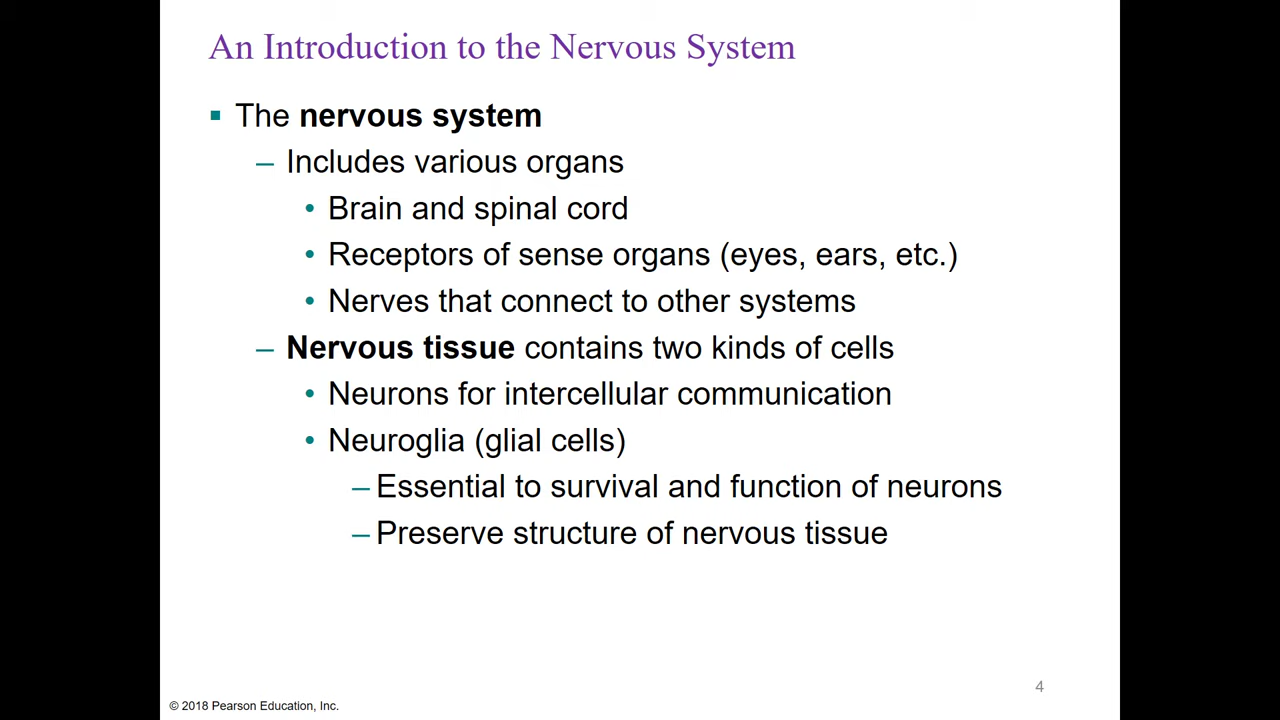 An Introduction to the Nervous System
▪ The nervous system
– Includes various organs
• Brain and spinal cord
• Receptors of sense organs (eyes, ears, etc.)
• Nerves that connect to other systems
– Nervous tissue contains two kinds of cells
• Neurons for intercellular communication
• Neuroglia (glial cells)
– Essential to survival and function of neurons
– Preserve structure of nervous tissue
4
© 2018 Pearson Education, Inc.